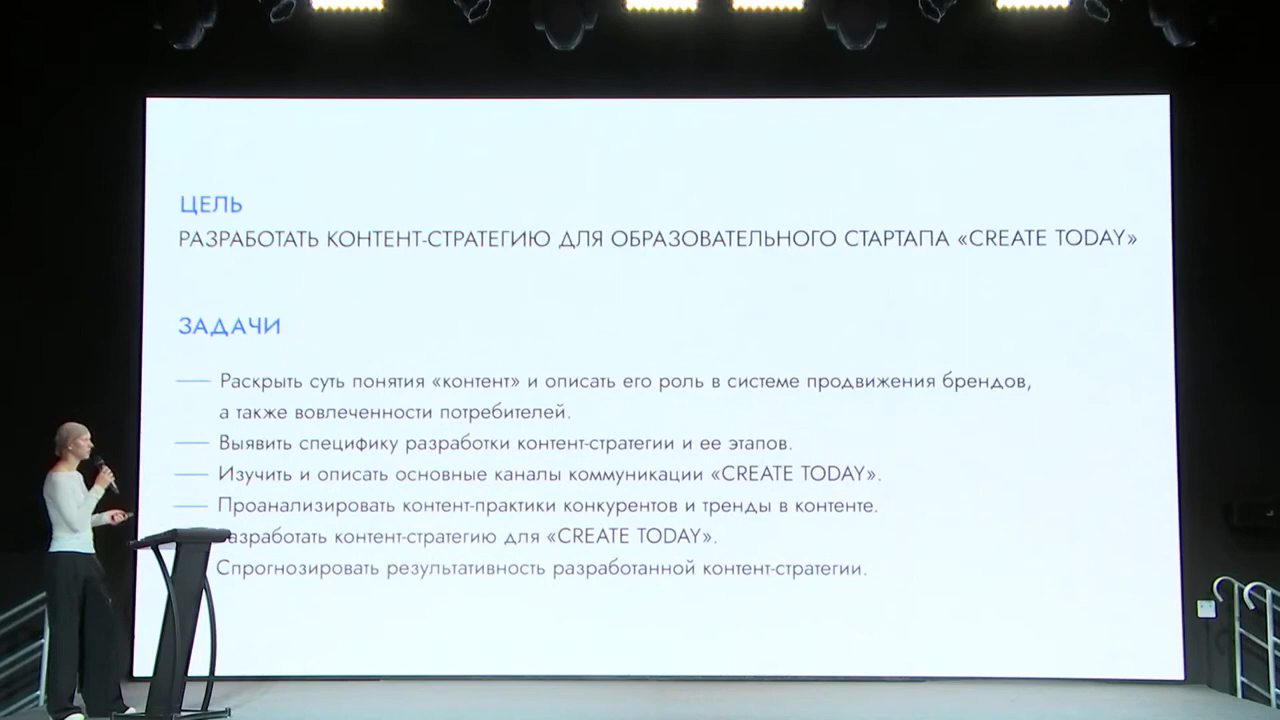 ЦЕЛЬ
РАЗРАБОТАТЬ КОНТЕНТ-СТРАТЕГИЮ ДЛЯ ОБРАЗОВАТЕЛЬНОГО СТАРТАПА «CREATE TODAY»
ЗАДАЧИ
— Раскрыть суть понятия «контент» и описать его роль в системе продвижения брендов,
а также вовлеченности потребителей.
— Выявить специфику разработки контент-стратегии и ее этапов.
— Изучить и описать основные каналы коммуникации «CREATE TODAY».
— Проанализировать контент-практики конкурентов и тренды в контенте.
азработать контент-стратегию для «CREATE TODAY».
Спрогнозировать результативность разработанной контент-стратегии.